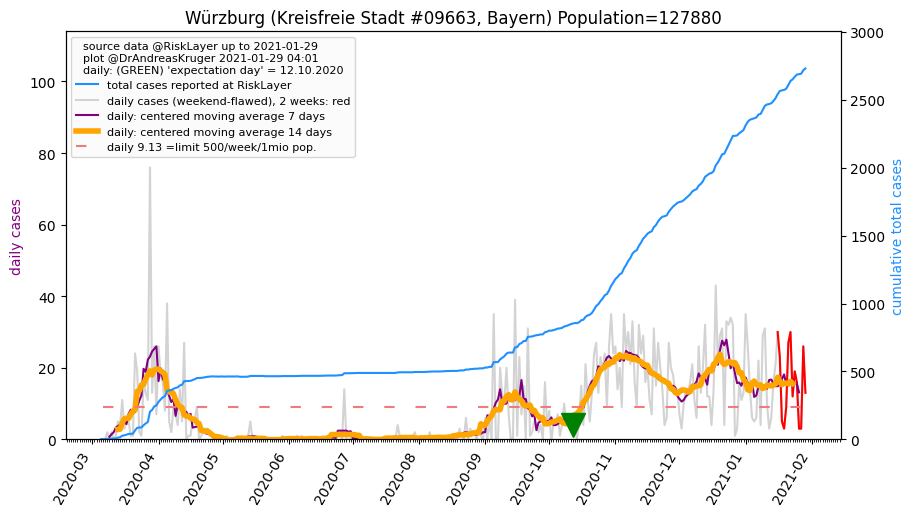 Würzburg (Kreisfreie Stadt #09663, Bayern) Population=127880
source data @RiskLayer up to 2021-01-29
plot @DrAndreasKruger 2021-01-29 04:01
daily: (GREEN) 'expectation day' = 12.10.2020
total cases reported at RiskLayer
daily cases (weekend-flawed), 2 weeks: red
daily: centered moving average 7 days
daily: centered moving average 14 days
daily 9.13 =limit 500/week/1mio pop.
daily cases
100
80
60
40
20
0
cumulative total cases
3000
2500
2000
1500
1000
500
0
2020-03
2020-04
2020-05
2020-06
2020-07
2020-08
2020-09
2020-10
2020-11
2020-12
2021-01
2021-02